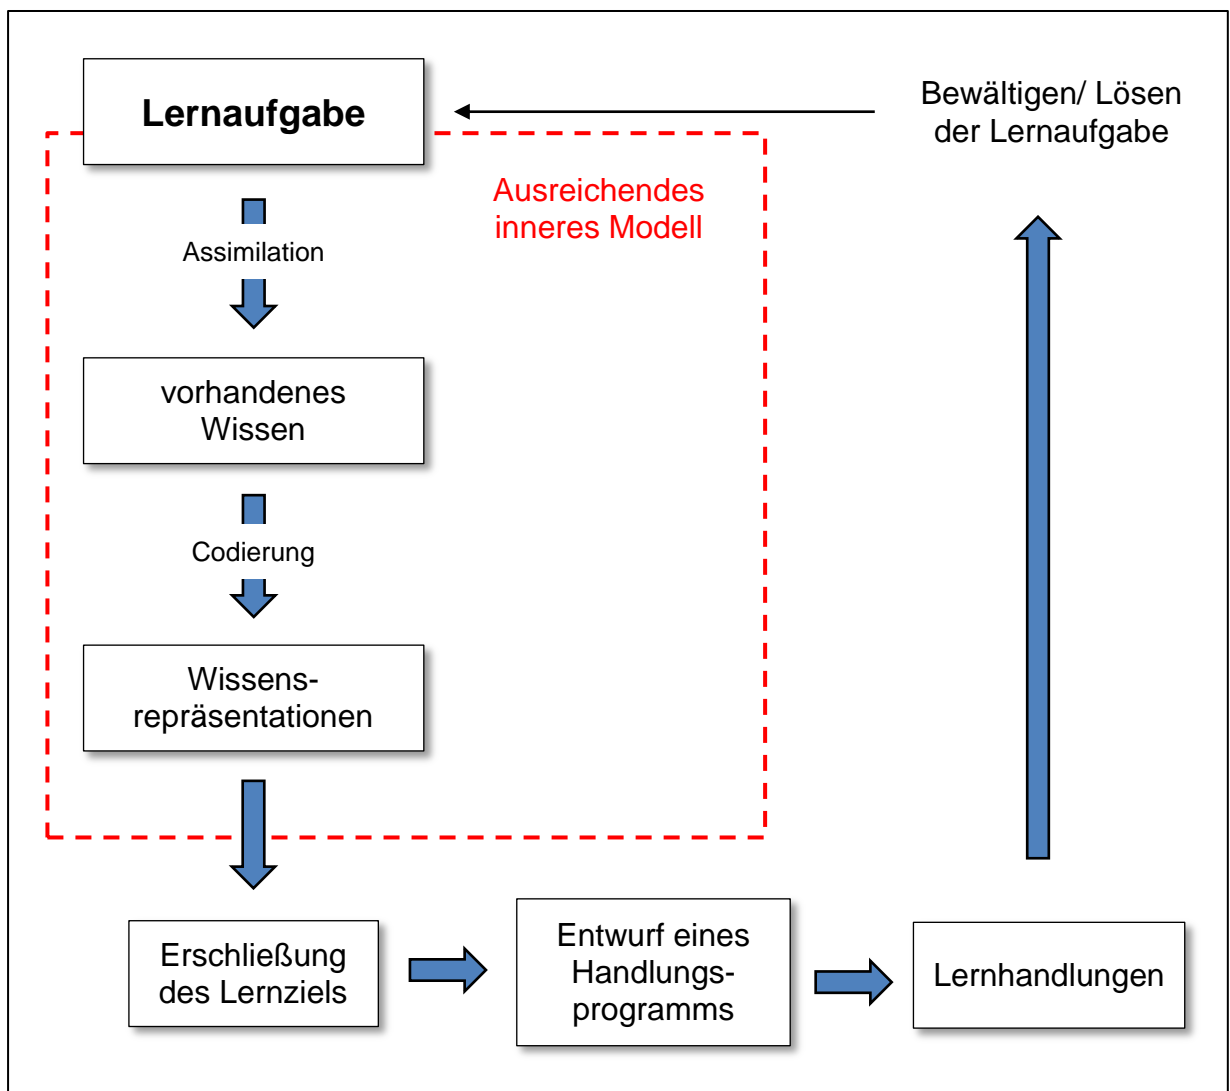 Lernaufgabe
Bewältigen/ Lösen
der Lernaufgabe
Ausreichendes
inneres Modell
Assimilation
vorhandenes
Wissen
Codierung
Wissens-
repräsentationen
Erschließung
des Lernziels
Entwurf eines
Handlungs-
programms
Lernhandlungen